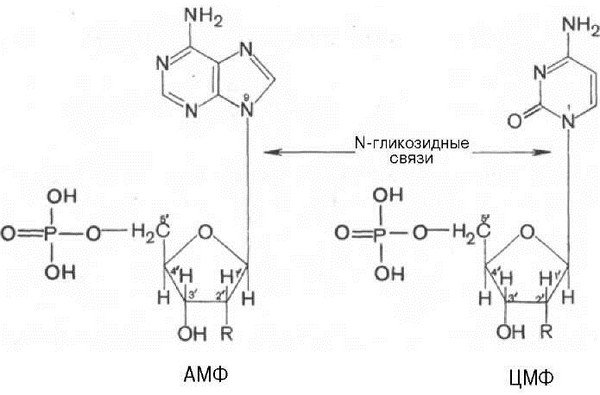 NH₂
NH₂
N
N
N
N
9
N
N
O
1
N-гликозидные
связи
OH
O=P—O—H₂C
5'
O
OH
4'
H
H
1'
H
3'
2'
H
OH
R
OH
O=P—O—H₂C
5'
O
OH
4'
H
H
1'
H
3'
2'
H
OH
R
АМФ
ЦМФ